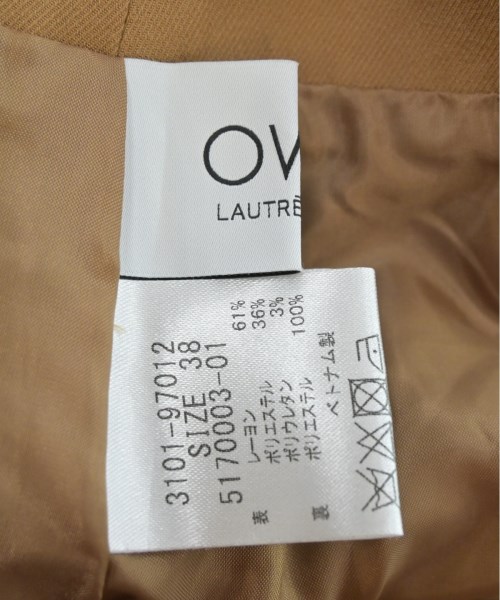 OV
LAUTRÈ
3101-97012
SIZE 38
5170003-01
表 レーヨン 61%
ポリエステル 36%
ポリウレタン 3%
裏 ポリエステル 100%
ベトナム製